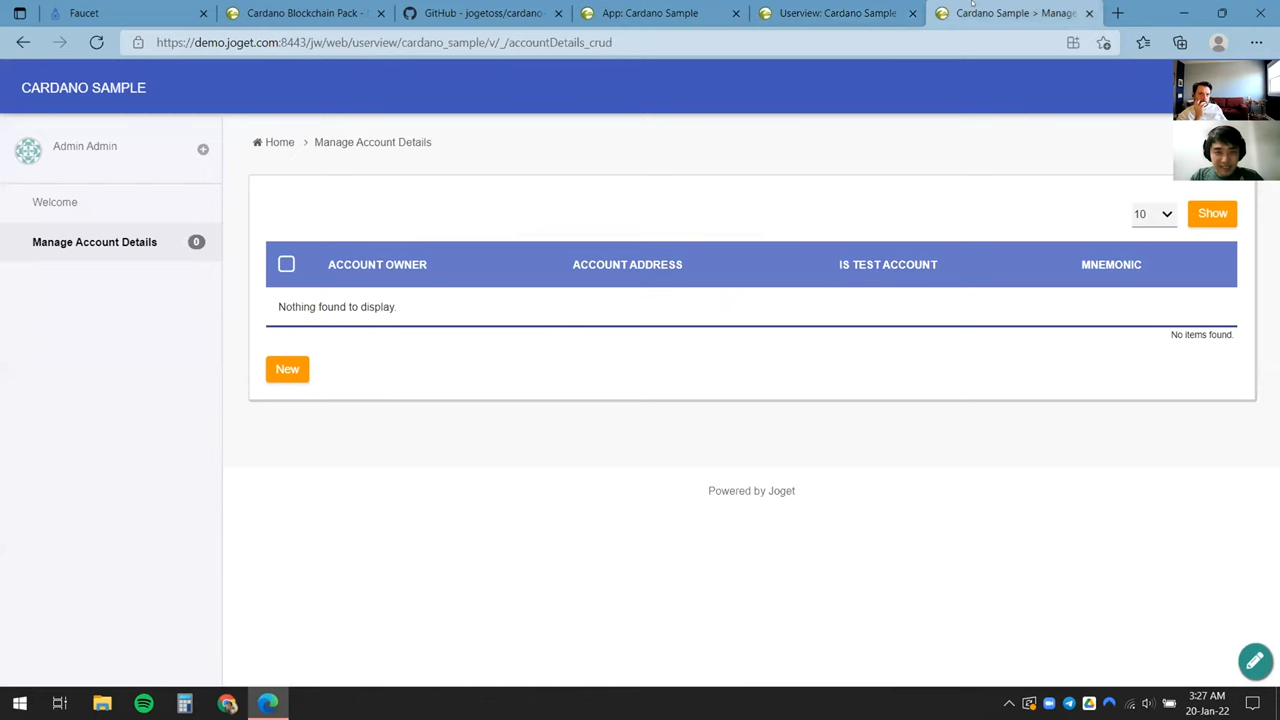 Faucet
Cardano Blockchain Pack -
GitHub - jogetoss/cardano-
App: Cardano Sample
Userview: Cardano Sample
Cardano Sample > Manage
https://demo.joget.com:8443/jw/web/userview/cardano_sample/v/_/accountDetails_crud
CARDANO SAMPLE
Admin Admin
Home > Manage Account Details
Welcome
Manage Account Details 0
10 Show
ACCOUNT OWNER ACCOUNT ADDRESS IS TEST ACCOUNT MNEMONIC
Nothing found to display.
No items found.
New
Powered by Joget
3:27 AM
20-Jan-22